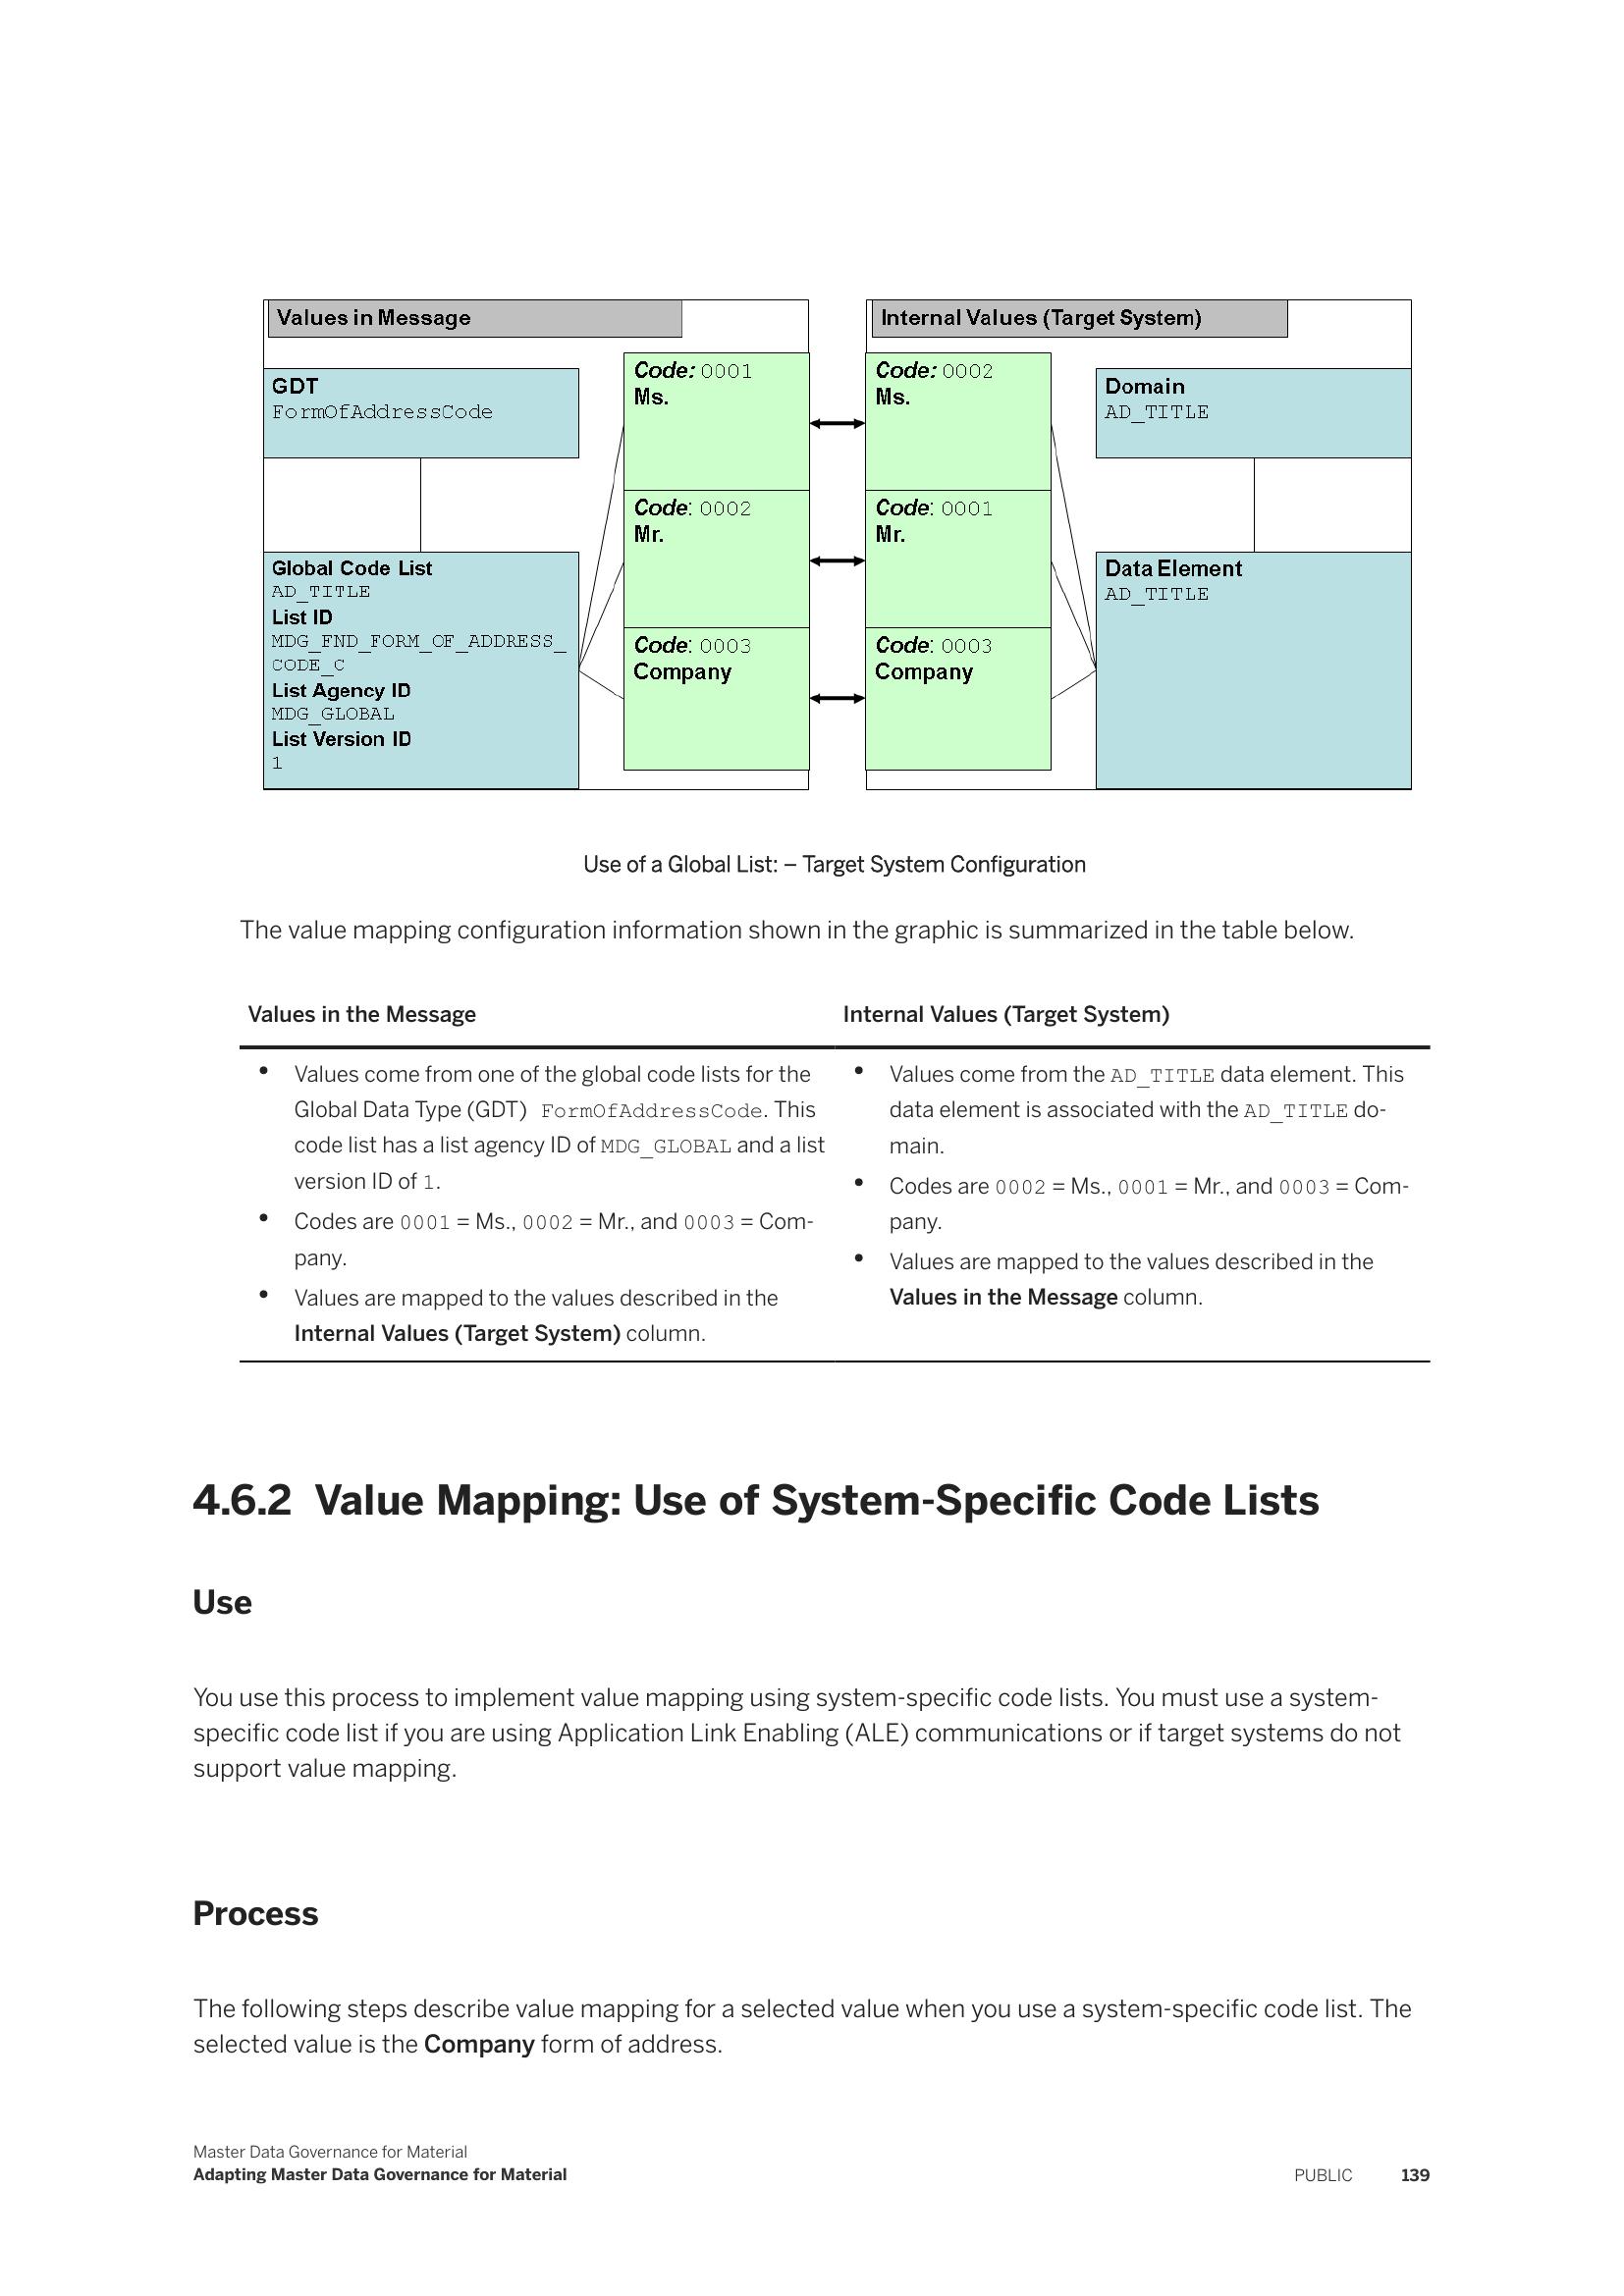 Values in Message
GDT
FormOfAddressCode
Global Code List
AD_TITLE
List ID
MDG_FND_FORM_OF_ADDRESS_
CODE_C
List Agency ID
MDG_GLOBAL
List Version ID
1
Code: 0001
Ms.
Code: 0002
Mr.
Code: 0003
Company
Internal Values (Target System)
Code: 0002
Ms.
Code: 0001
Mr.
Code: 0003
Company
Domain
AD_TITLE
Data Element
AD_TITLE
Use of a Global List: – Target System Configuration
The value mapping configuration information shown in the graphic is summarized in the table below.
Values in the Message
Internal Values (Target System)
• Values come from one of the global code lists for the
Global Data Type (GDT) FormOfAddressCode. This
code list has a list agency ID of MDG_GLOBAL and a list
version ID of 1.
• Codes are 0001 = Ms., 0002 = Mr., and 0003 = Com-
pany.
• Values are mapped to the values described in the
Internal Values (Target System) column.
• Values come from the AD_TITLE data element. This
data element is associated with the AD_TITLE do-
main.
• Codes are 0002 = Ms., 0001 = Mr., and 0003 = Com-
pany.
• Values are mapped to the values described in the
Values in the Message column.
4.6.2 Value Mapping: Use of System-Specific Code Lists
Use
You use this process to implement value mapping using system-specific code lists. You must use a system-
specific code list if you are using Application Link Enabling (ALE) communications or if target systems do not
support value mapping.
Process
The following steps describe value mapping for a selected value when you use a system-specific code list. The
selected value is the Company form of address.
Master Data Governance for Material
Adapting Master Data Governance for Material
PUBLIC 139